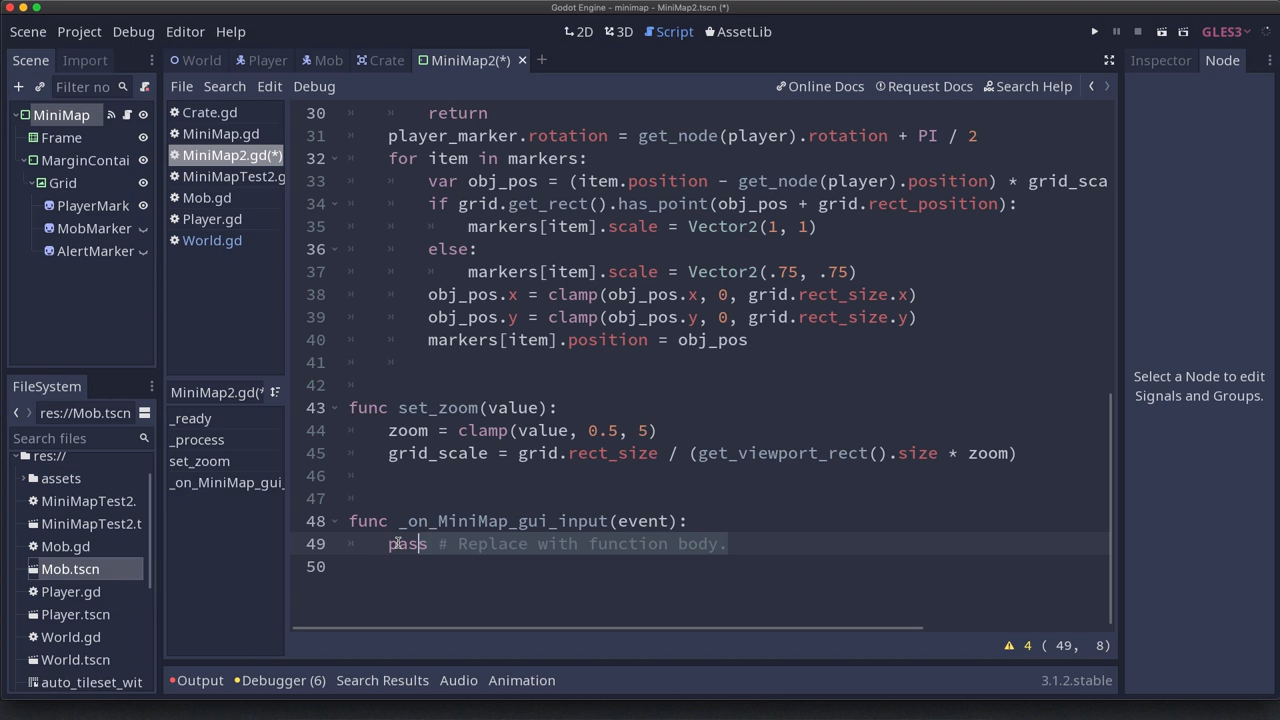 Godot Engine - minimap - MiniMap2.tscn (*)
Scene Project Debug Editor Help
2D 3D Script AssetLib
GLES3
Scene Import
World Player Mob Crate MiniMap2(*)
Inspector Node
Filter no
File Search Edit Debug
Online Docs Request Docs Search Help
MiniMap
Frame
MarginContai
Grid
PlayerMark
MobMarker
AlertMarker
Crate.gd
MiniMap.gd
MiniMap2.gd(*)
MiniMapTest2.g
Mob.gd
Player.gd
World.gd
30 return
31 player_marker.rotation = get_node(player).rotation + PI / 2
32 for item in markers:
33 var obj_pos = (item.position - get_node(player).position) * grid_sca
34 if grid.get_rect().has_point(obj_pos + grid.rect_position):
35 markers[item].scale = Vector2(1, 1)
36 else:
37 markers[item].scale = Vector2(.75, .75)
38 obj_pos.x = clamp(obj_pos.x, 0, grid.rect_size.x)
39 obj_pos.y = clamp(obj_pos.y, 0, grid.rect_size.y)
40 markers[item].position = obj_pos
41
42
43 func set_zoom(value):
44 zoom = clamp(value, 0.5, 5)
45 grid_scale = grid.rect_size / (get_viewport_rect().size * zoom)
46
47
48 func _on_MiniMap_gui_input(event):
49 pass # Replace with function body.
50
Select a Node to edit
Signals and Groups.
FileSystem
res://Mob.tscn
Search files
res://
assets
MiniMapTest2.
MiniMapTest2.t
Mob.gd
Mob.tscn
Player.gd
Player.tscn
World.gd
World.tscn
auto_tileset_wit
MiniMap2.gd(*
_ready
_process
set_zoom
_on_MiniMap_gui_
4 ( 49, 8)
Output Debugger (6) Search Results Audio Animation
3.1.2.stable